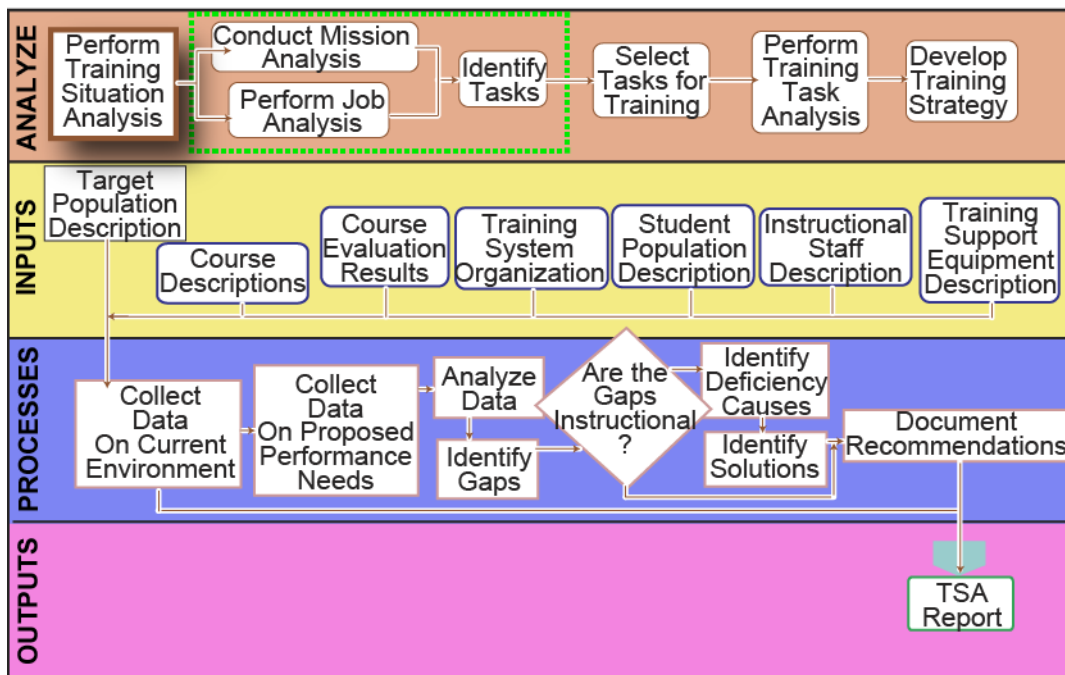 ANALYZE
Perform
Training
Situation
Analysis
Conduct Mission
Analysis
Perform Job
Analysis
Identify
Tasks
Select
Tasks for
Training
Perform
Training
Task
Analysis
Develop
Training
Strategy
INPUTS
Target
Population
Description
Course
Descriptions
Course
Evaluation
Results
Training
System
Organization
Student
Population
Description
Instructional
Staff
Description
Training
Support
Equipment
Description
PROCESSES
Collect
Data
On Current
Environment
Collect
Data
On Proposed
Performance
Needs
Analyze
Data
Identify
Gaps
Are the
Gaps
Instructional
?
Identify
Deficiency
Causes
Identify
Solutions
Document
Recommendations
OUTPUTS
TSA
Report